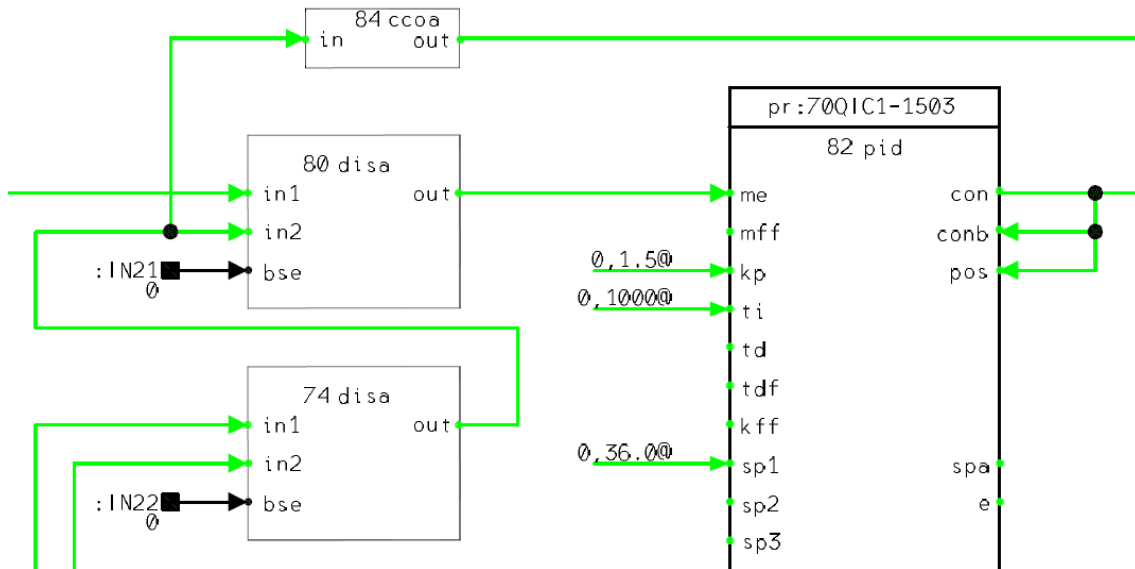 84 ccoa
in out
pr:70QIC1-1503
82 pid
80 disa
in1 out
in2
:IN21 bse
0
me con
mff conb
0,1.5@ kp pos
0,1000@ ti
td
tdf
kff
0,36.0@ sp1 spa
sp2 e
sp3
74 disa
in1 out
in2
:IN22 bse
0